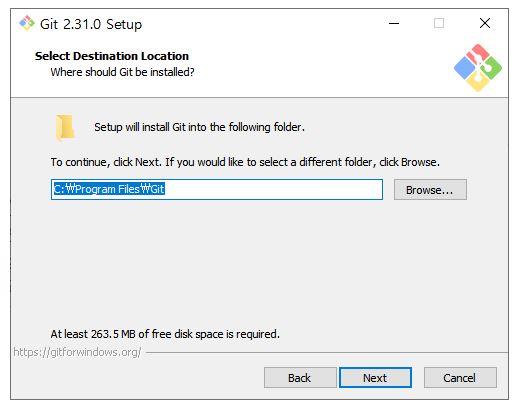 Git 2.31.0 Setup
Select Destination Location
Where should Git be installed?
Setup will install Git into the following folder.
To continue, click Next. If you would like to select a different folder, click Browse.
C:₩Program Files₩Git
Browse...
At least 263.5 MB of free disk space is required.
https://gitforwindows.org/
Back
Next
Cancel